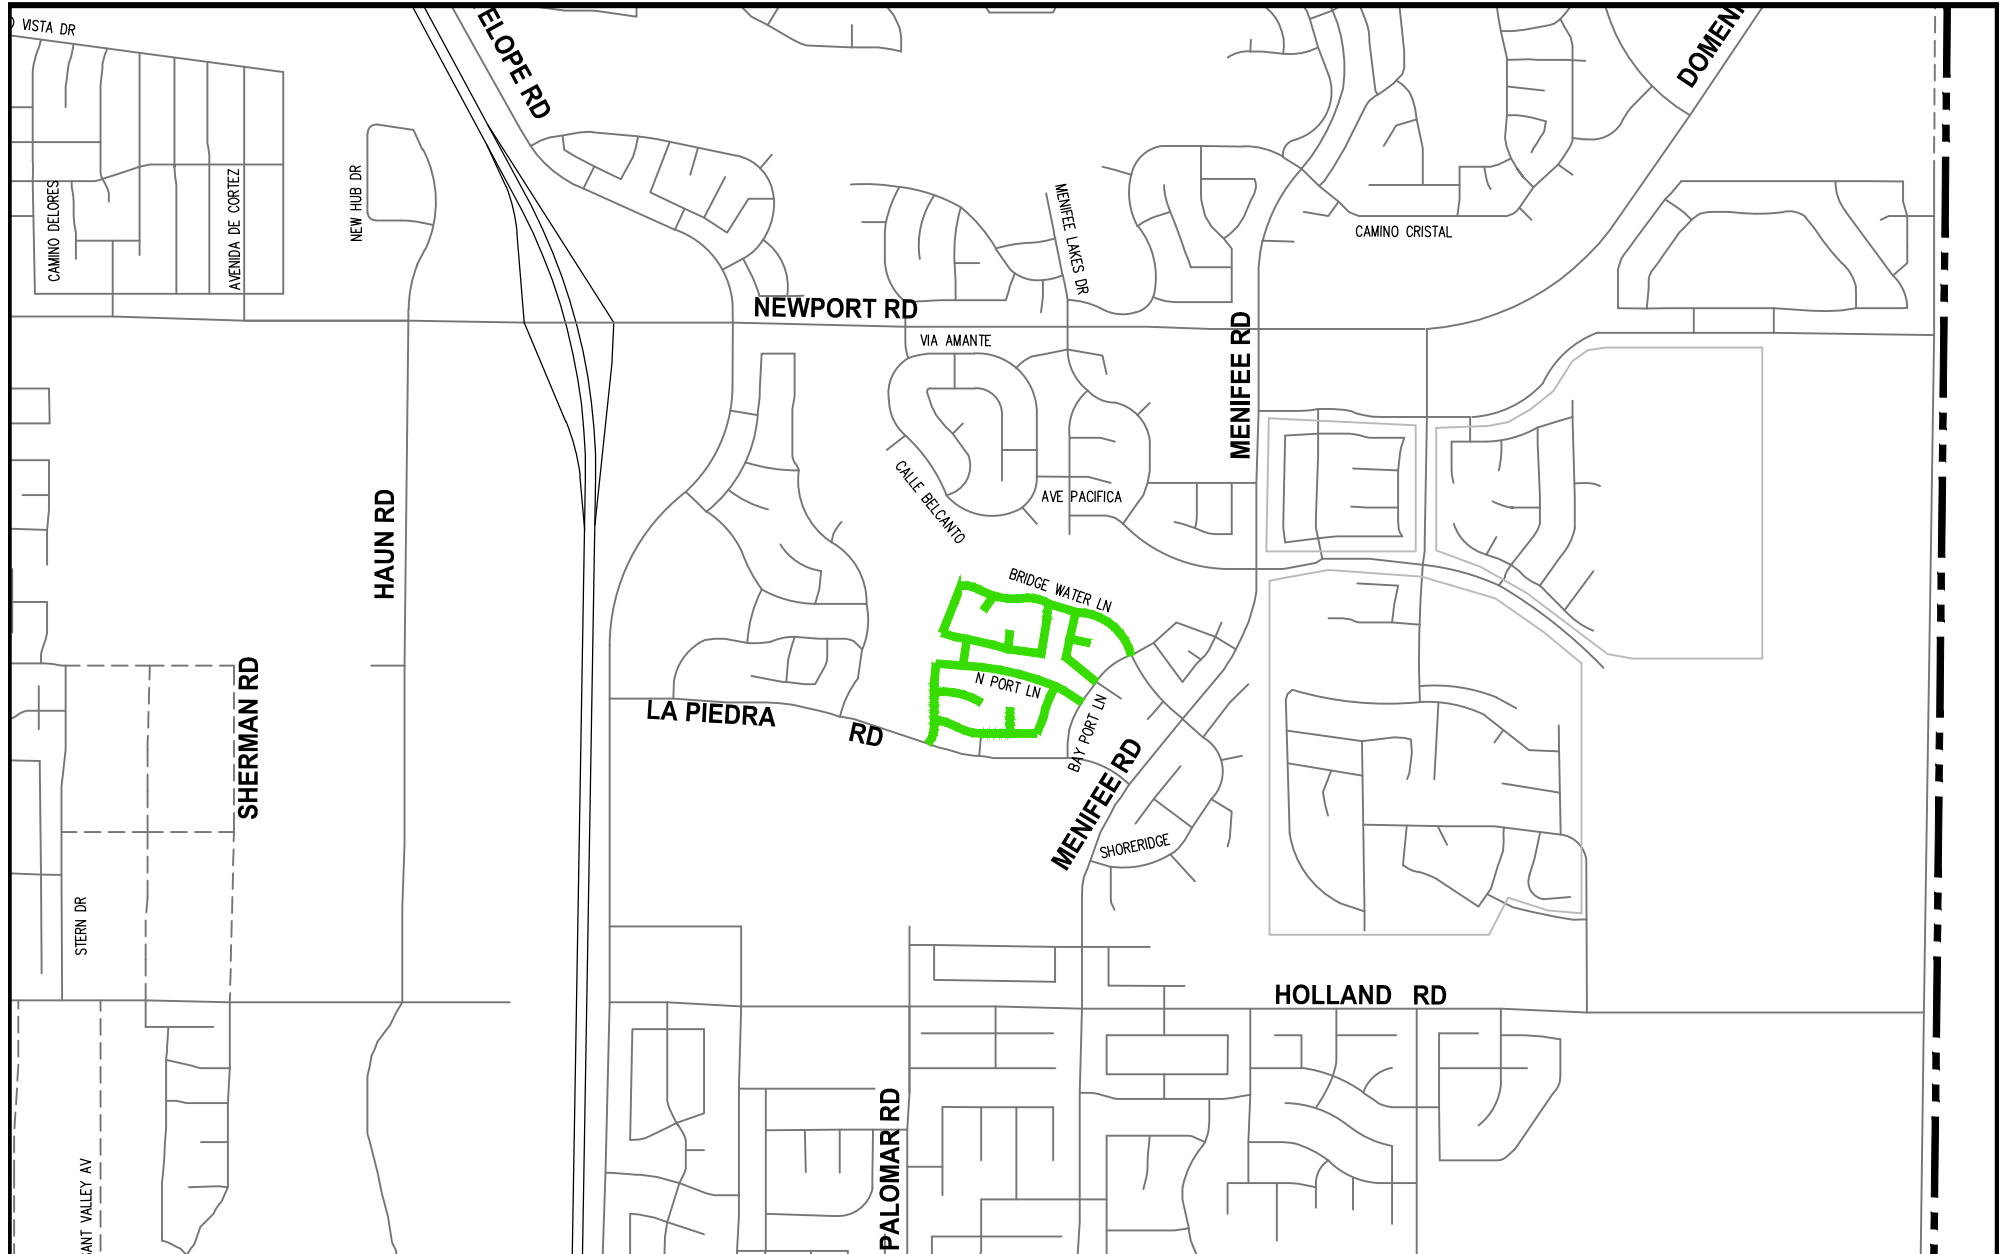 VISTA DR
ELOPE RD
DOMENI
CAMINO DELORES
AVENIDA DE CORTEZ
NEW HUB DR
MENIFEE LAKES DR
CAMINO CRISTAL
NEWPORT RD
VIA AMANTE
MENIFEE RD
CALLE BELCANTO
AVE PACIFICA
HAUN RD
BRIDGE WATER LN
N PORT LN
BAY PORT LN
LA PIEDRA RD
SHERMAN RD
MENIFEE RD
SHORERIDGE
STERN DR
HOLLAND RD
PALOMAR RD
ANT VALLEY AV